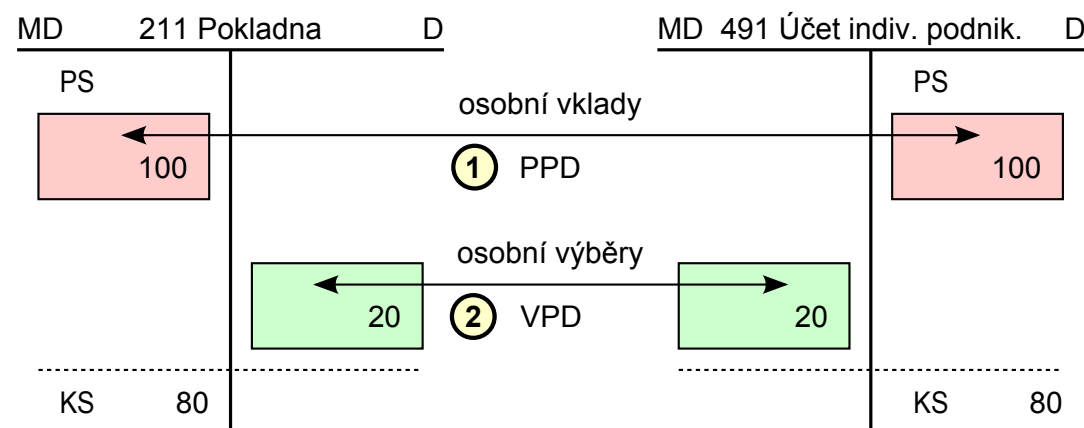 MD 211 Pokladna D MD 491 Účet indiv. podnik. D
PS PS
osobní vklady
100 1 PPD 100
osobní výběry
20 2 VPD 20
KS 80 KS 80